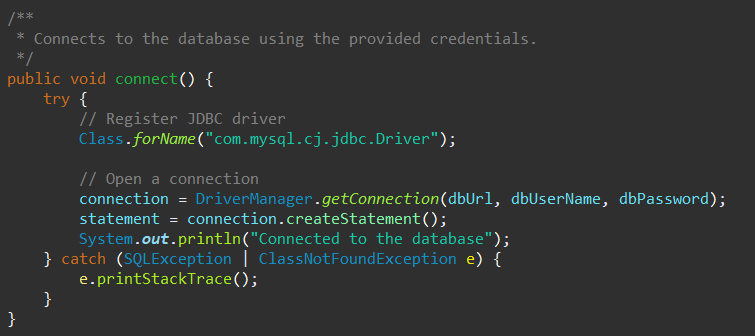 /**
 * Connects to the database using the provided credentials.
 */
public void connect() {
    try {
        // Register JDBC driver
        Class.forName("com.mysql.cj.jdbc.Driver");

        // Open a connection
        connection = DriverManager.getConnection(dbUrl, dbUserName, dbPassword);
        statement = connection.createStatement();
        System.out.println("Connected to the database");
    } catch (SQLException | ClassNotFoundException e) {
        e.printStackTrace();
    }
}